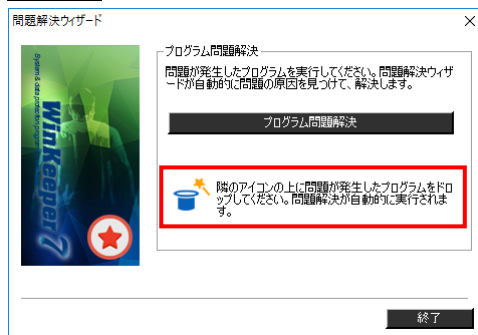 問題解決ウィザード
プログラム問題解決
問題が発生したプログラムを実行してください。問題解決ウィザ
ードが自動的に問題の原因を見つけて、解決します。
プログラム問題解決
隣のアイコンの上に問題が発生したプログラムをドロ
ップしてください。問題解決が自動的に実行されま
す。
System & data protection program
WinKeeper 7
終了